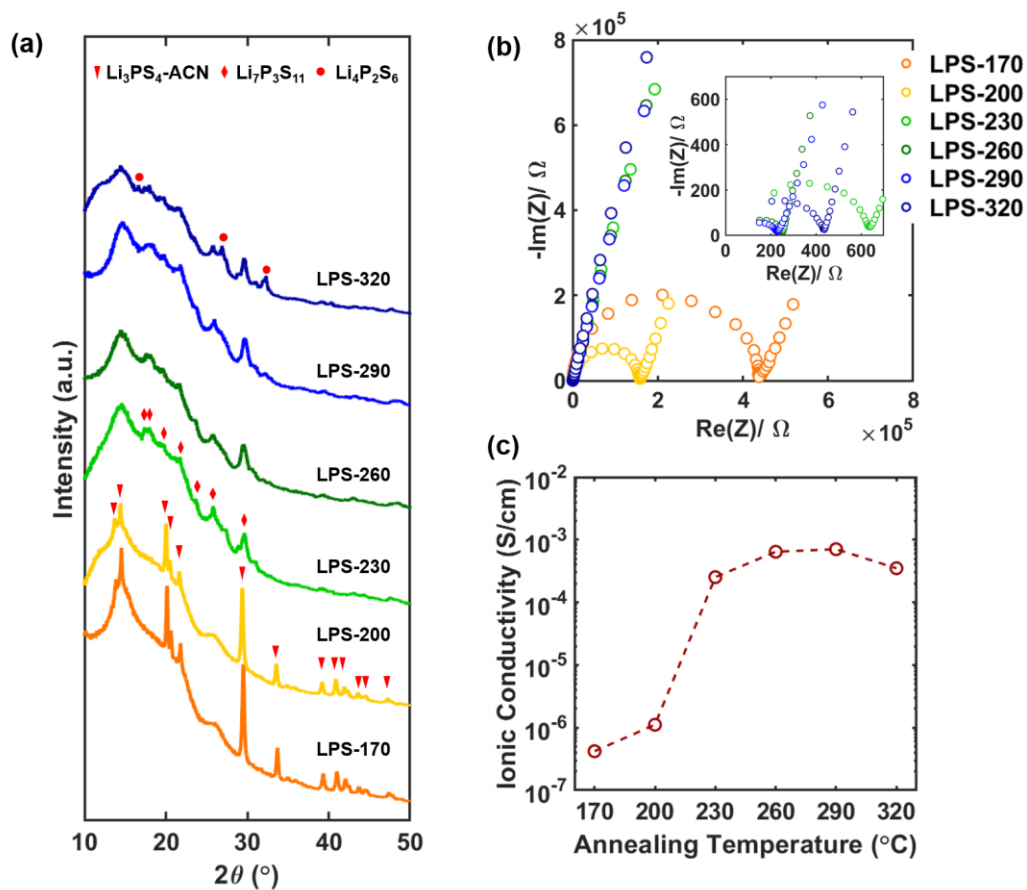 (a)
Li₃PS₄-ACN Li₇P₃S₁₁ Li₄P₂S₆
LPS-320
LPS-290
LPS-260
LPS-230
LPS-200
LPS-170
Intensity (a.u.)
10 20 30 40 50
2θ (°)
(b)
× 10⁵
8
6
4
2
0
-Im(Z)/ Ω
0 2 4 6 8
Re(Z)/ Ω
× 10⁵
600
400
200
0
-Im(Z)/ Ω
0 200 400 600
Re(Z)/ Ω
LPS-170
LPS-200
LPS-230
LPS-260
LPS-290
LPS-320
(c)
Ionic Conductivity (S/cm)
10⁻²
10⁻³
10⁻⁴
10⁻⁵
10⁻⁶
10⁻⁷
170 200 230 260 290 320
Annealing Temperature (°C)